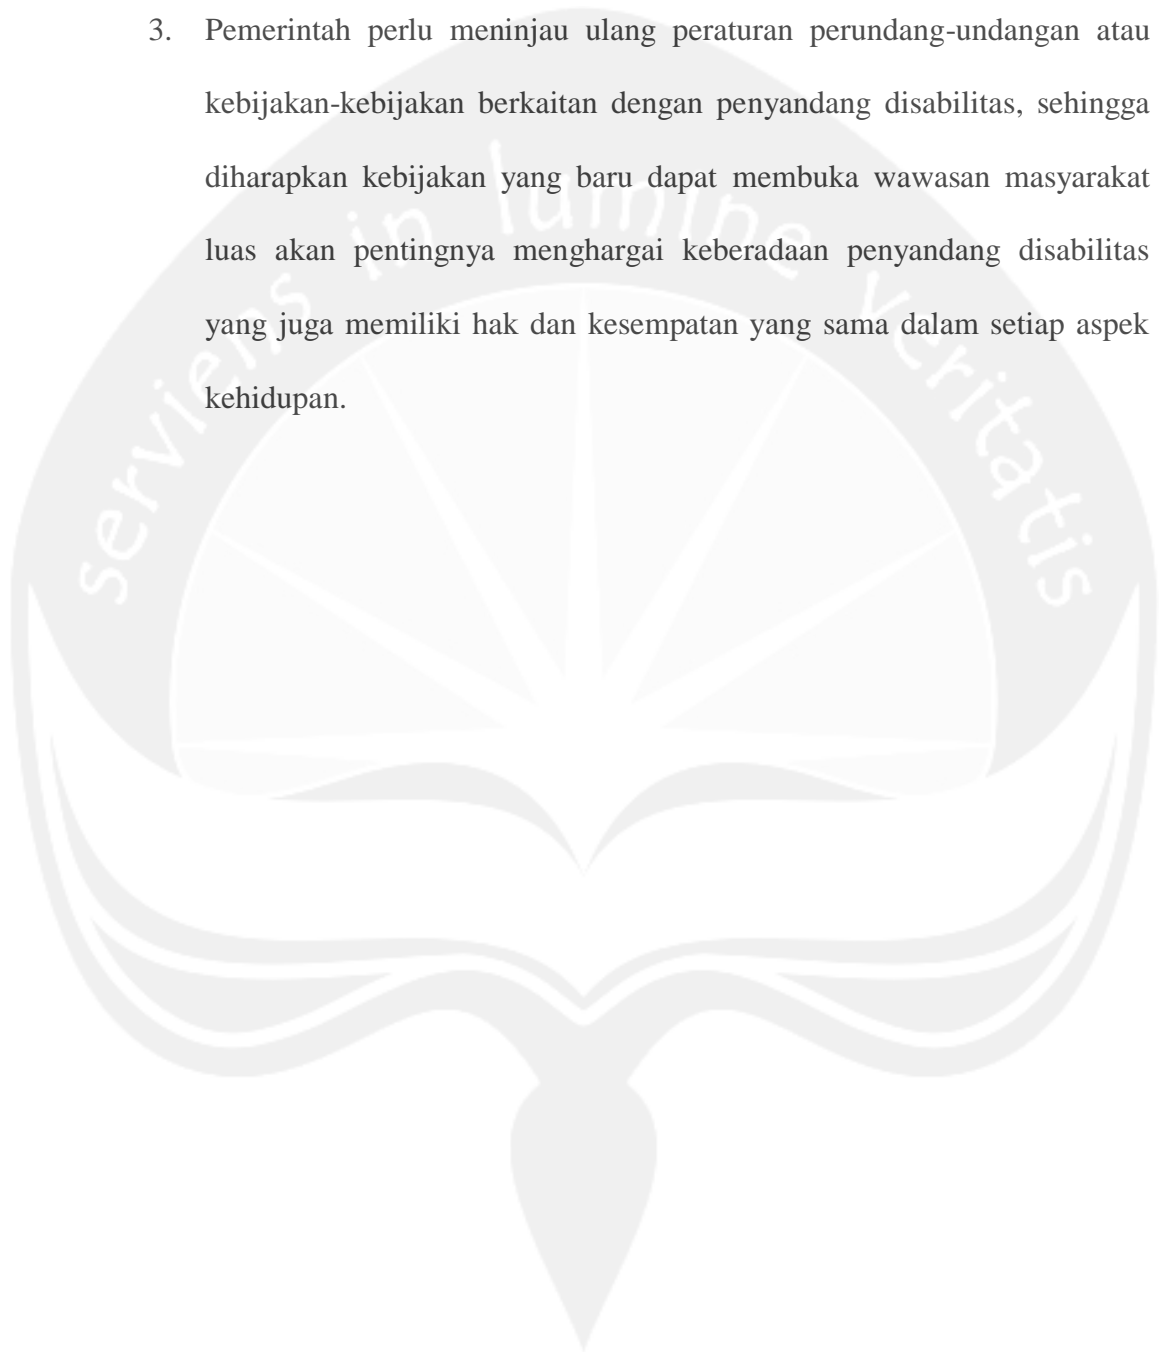 3. Pemerintah perlu meninjau ulang peraturan perundang-undangan atau
kebijakan-kebijakan berkaitan dengan penyandang disabilitas, sehingga
diharapkan kebijakan yang baru dapat membuka wawasan masyarakat
luas akan pentingnya menghargai keberadaan penyandang disabilitas
yang juga memiliki hak dan kesempatan yang sama dalam setiap aspek
kehidupan.
serviens in lumine veritatis